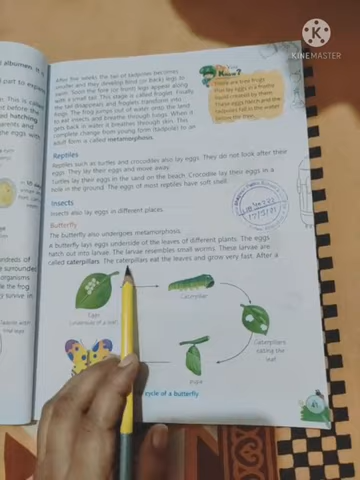 albumen. It is
KINEMASTER
After few weeks the tail of tadpoles becomes
smaller and they develop hind (or back) legs to
swim. Soon the fore (or front) legs appear along
with a small tail. This stage is called froglet. Finally
the tail disappears and froglets transform into
frogs. The frog jumps out of water onto the land
to eat insects and breathe through lungs. When it
gets back in water it breathes through skin. This
complete change from young form (tadpole) to an
adult form is called metamorphosis.
Know?
There are tree frogs
that lay eggs in a frothy
These eggs hatch and the
tadpoles fall in the water
below the tree.
Reptiles
Reptiles such as turtles and crocodiles also lay eggs. They do not look after their
eggs. They lay their eggs and move away.
Turtles lay their eggs in the sand on the beach. Crocodile lay their eggs in a
hole in the ground. The eggs of most reptiles have soft shell.
Insects
Insects also lay eggs in different places.
Butterfly
The butterfly also undergoes metamorphosis.
A butterfly lays eggs underside of the leaves of different plants. The eggs
hatch out into larvae. The larvae resembles small worms. These larvae are
called caterpillars. The caterpillars eat the leaves and grow very fast. After a
Eggs
(underside of a leaf)
Caterpillar
Caterpillars
eating the
leaf
Pupa
cycle of a butterfly